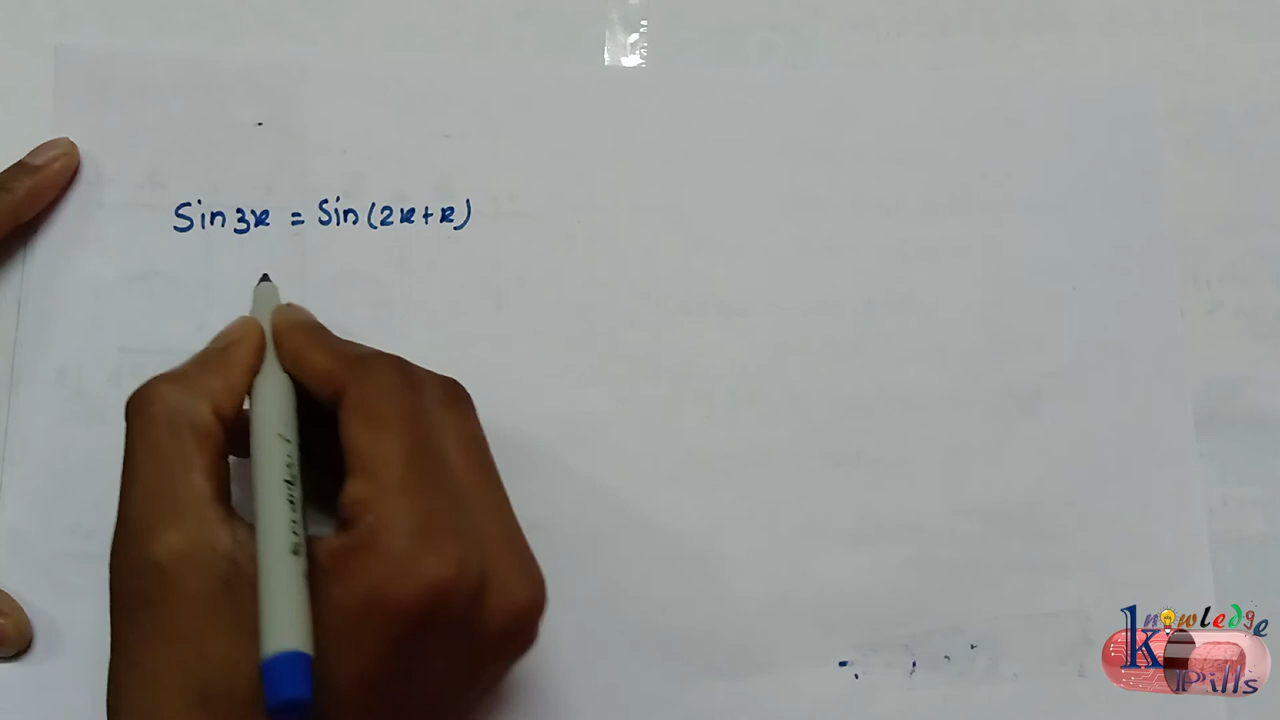 Sin3x = Sin(2x+x)
knowledge
Pills